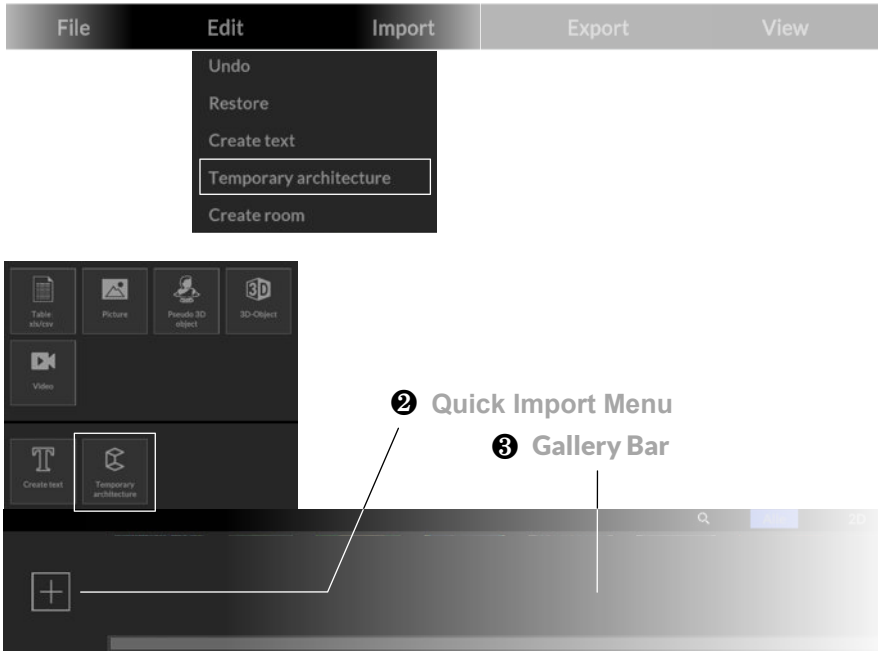 File Edit Import Export View
Undo
Restore
Create text
Temporary architecture
Create room
Table
xls/csv
Picture
Pseudo 3D
object
3D-Object
Video
❷ Quick Import Menu
❸ Gallery Bar
Create text
Temporary
architecture
2D